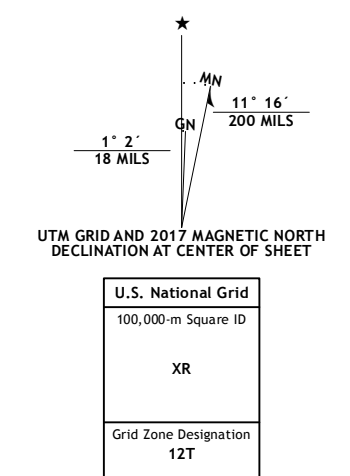 ★
MN
GN
11° 16´
200 MILS
1° 2´
18 MILS
UTM GRID AND 2017 MAGNETIC NORTH
DECLINATION AT CENTER OF SHEET
U.S. National Grid
100,000-m Square ID
XR
Grid Zone Designation
12T